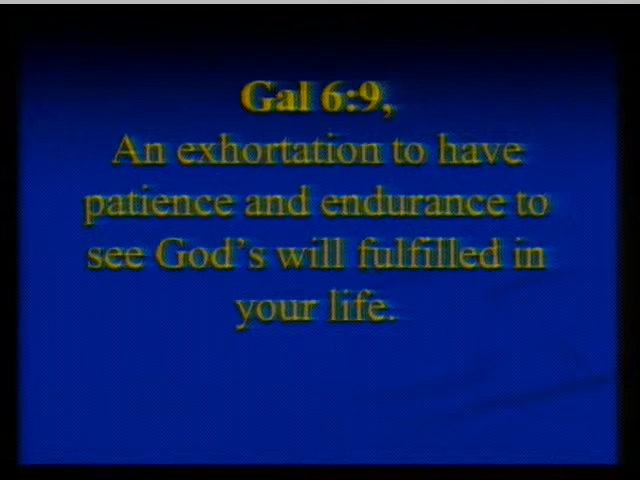 Gal 6:9,
An exhortation to have
patience and endurance to
see God's will fulfilled in
your life.